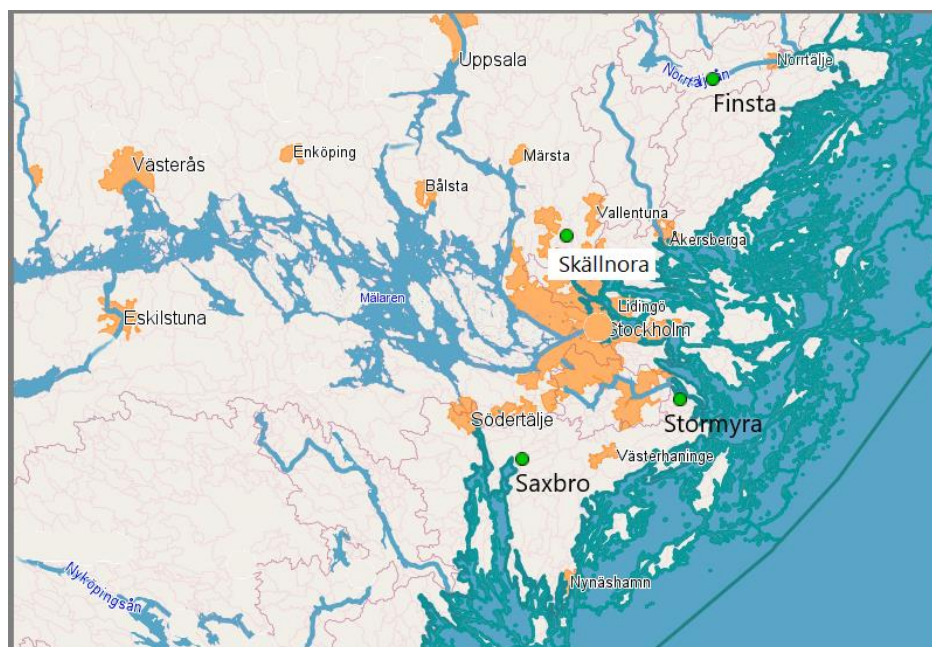 Uppsala
Norrtäljeån
Norrtälje
Finsta
Västerås
Enköping
Märsta
Bålsta
Vallentuna
Åkersberga
Skällnora
Mälaren
Lidingö
Eskilstuna
Stockholm
Södertälje
Stormyra
Västerhaninge
Saxbro
Nyköpingsån
Nynäshamn